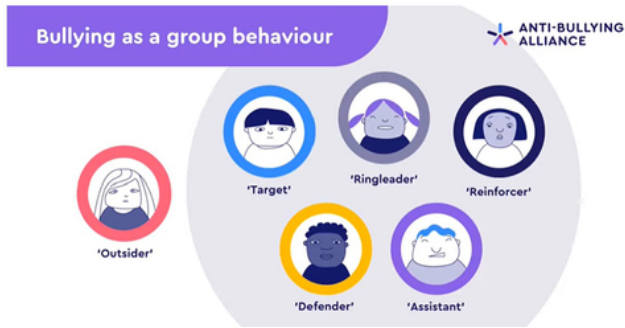 Bullying as a group behaviour
ANTI-BULLYING
ALLIANCE
'Target'
'Ringleader'
'Reinforcer'
'Outsider'
'Defender'
'Assistant'